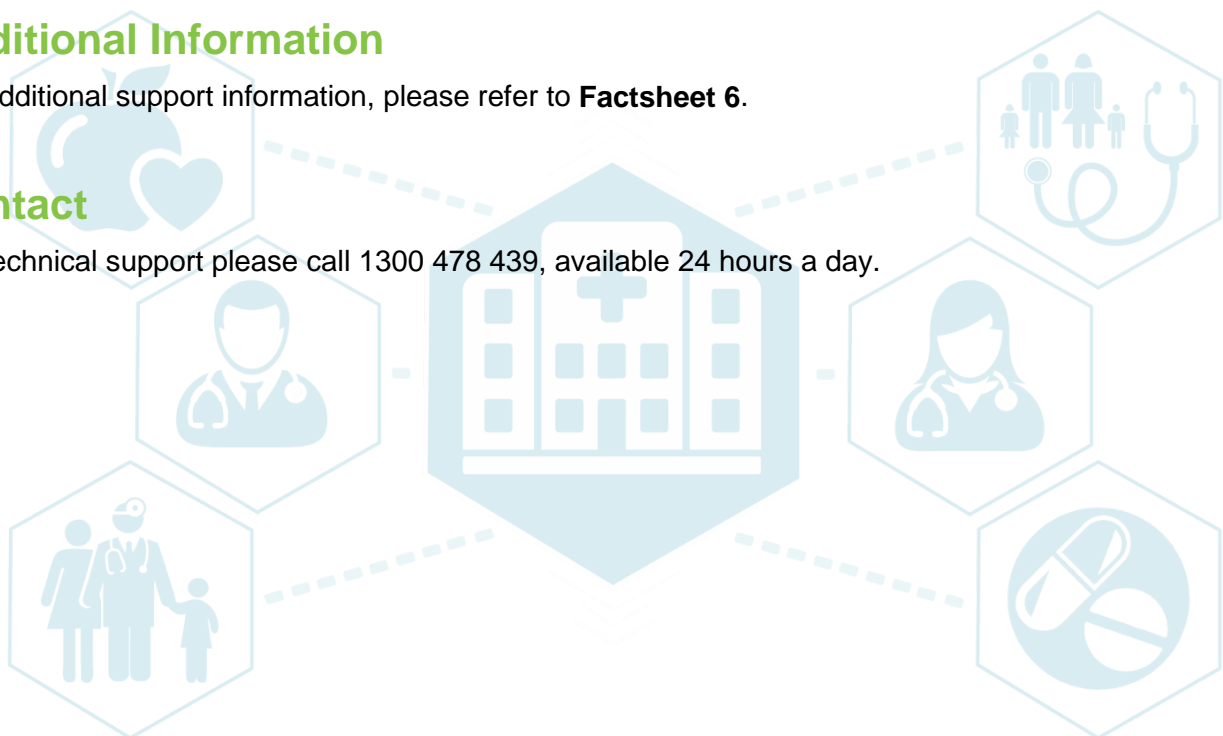 ditional Information
dditional support information, please refer to Factsheet 6.
ntact
echnical support please call 1300 478 439, available 24 hours a day.